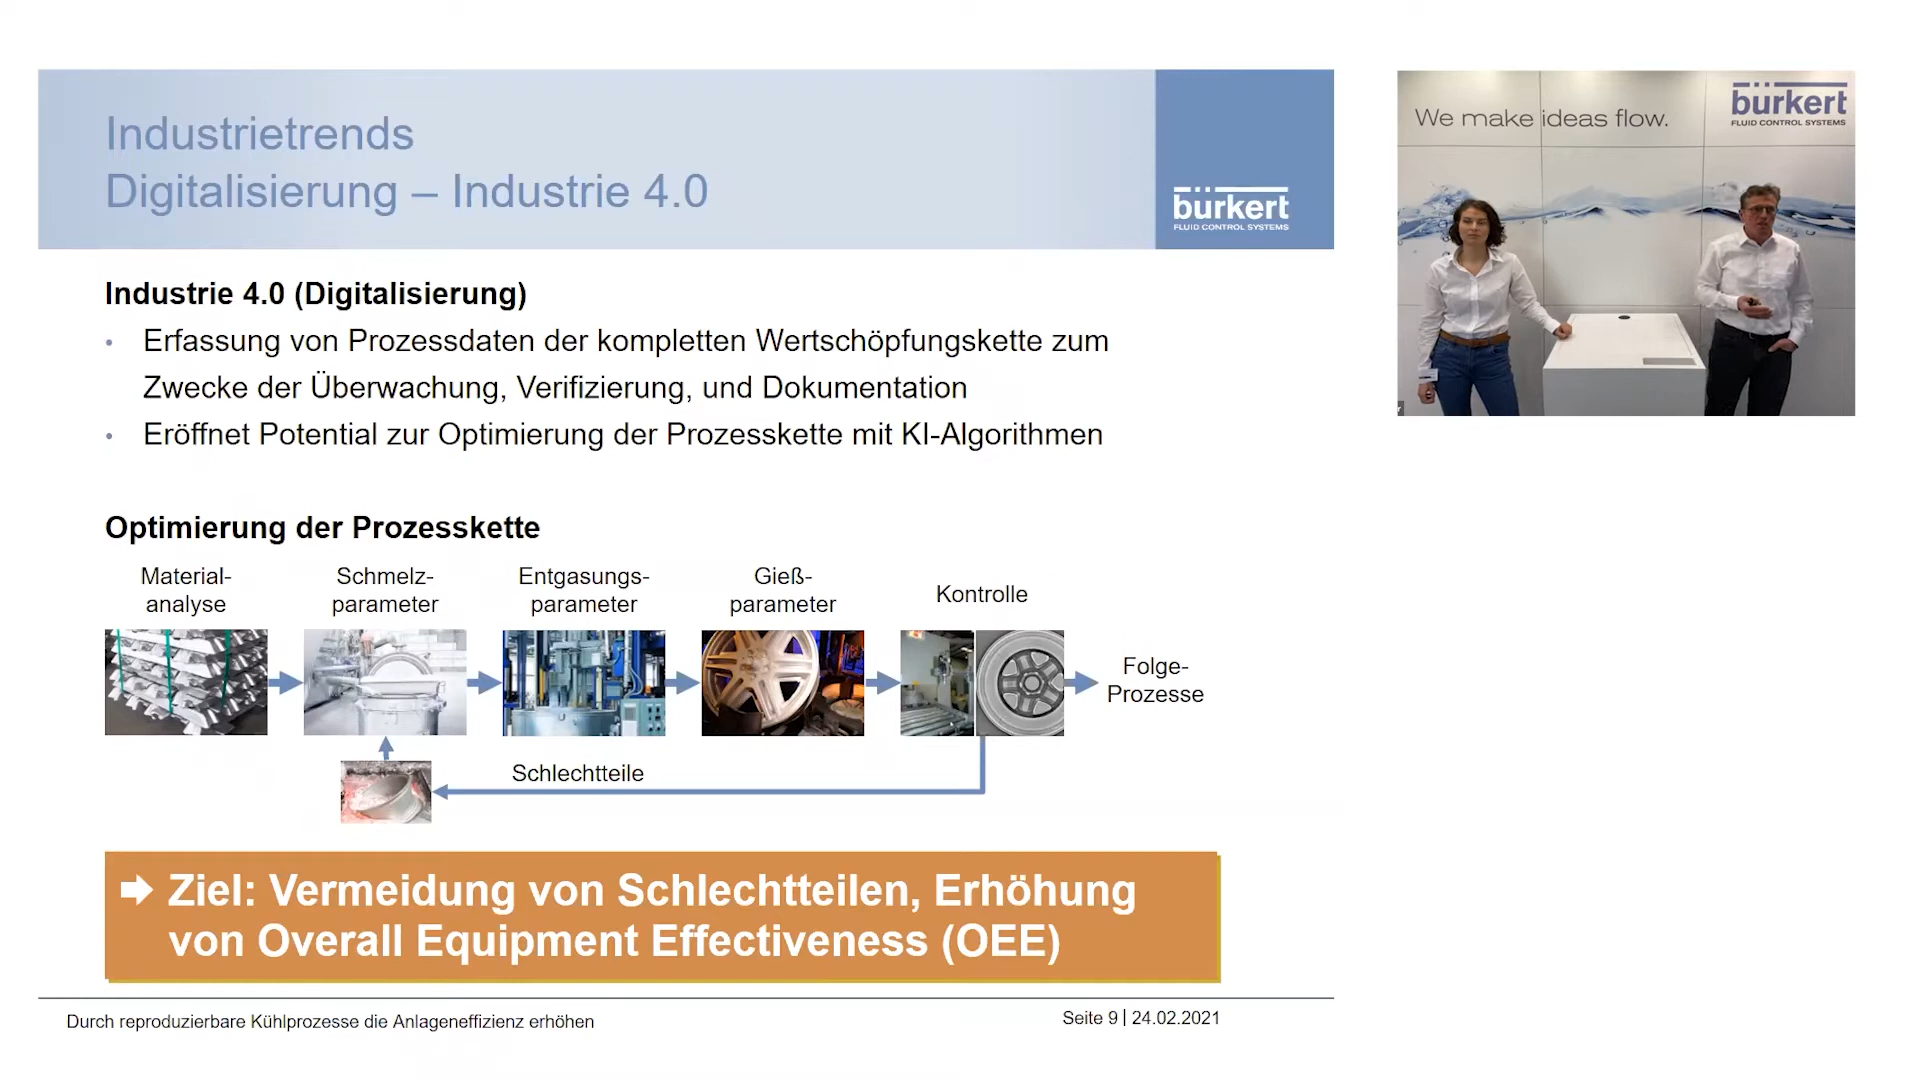 Industrietrends
Digitalisierung – Industrie 4.0
bürkert
FLUID CONTROL SYSTEMS
Industrie 4.0 (Digitalisierung)
• Erfassung von Prozessdaten der kompletten Wertschöpfungskette zum
Zwecke der Überwachung, Verifizierung, und Dokumentation
• Eröffnet Potential zur Optimierung der Prozesskette mit KI-Algorithmen
Optimierung der Prozesskette
Material-
analyse
Schmelz-
parameter
Entgasungs-
parameter
Gieß-
parameter
Kontrolle
Folge-
Prozesse
Schlechtteile
Ziel: Vermeidung von Schlechtteilen, Erhöhung
von Overall Equipment Effectiveness (OEE)
Durch reproduzierbare Kühlprozesse die Anlageneffizienz erhöhen
Seite 9| 24.02.2021
We make ideas flow.
bürkert
FLUID CONTROL SYSTEMS